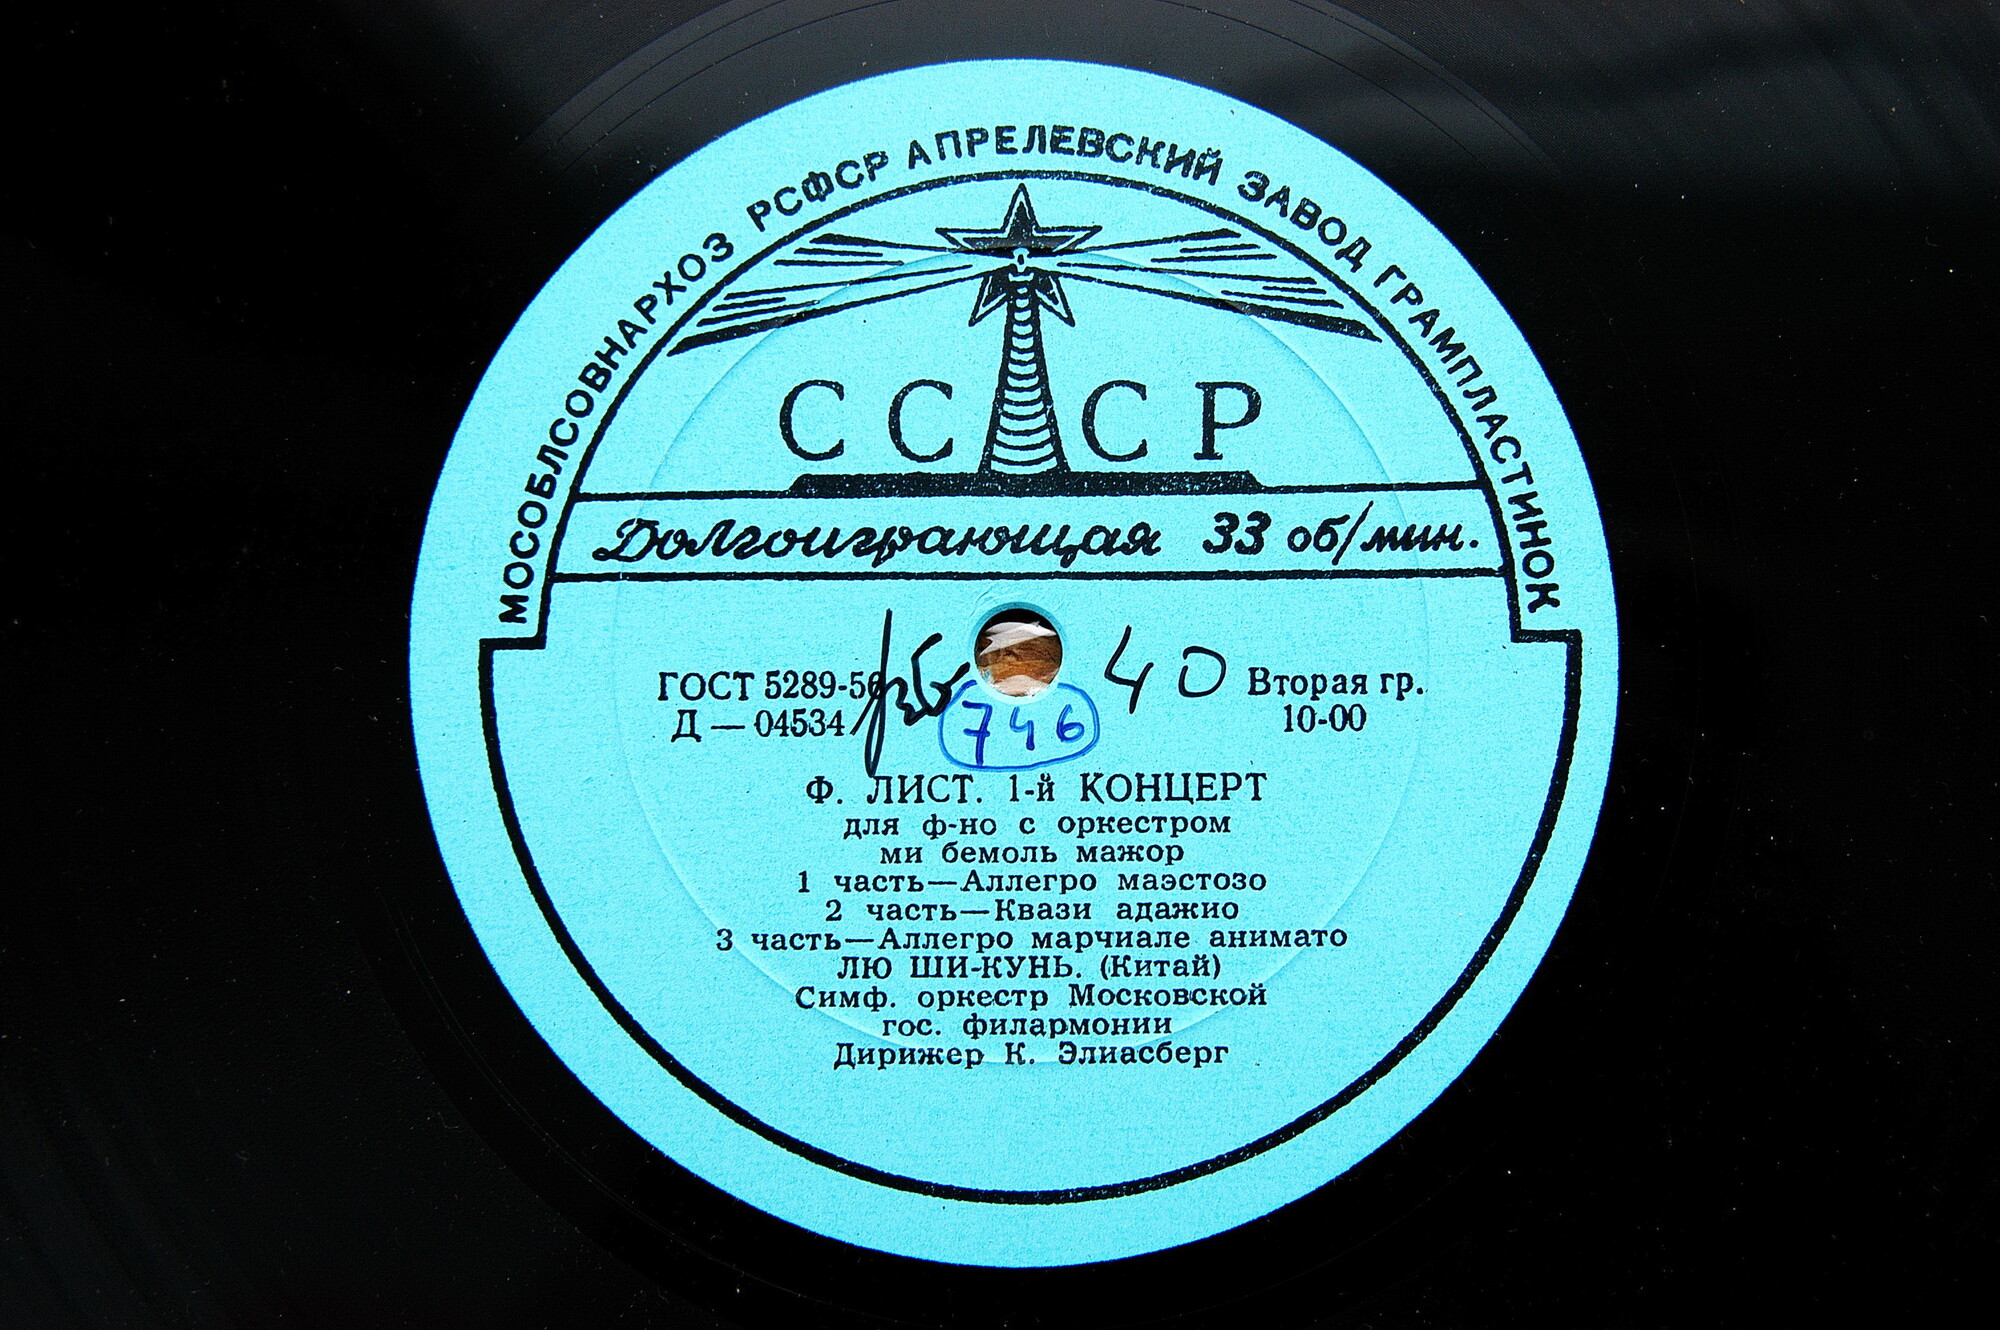 МОСОБЛСОВНАРХОЗ РСФСР АПРЕЛЕВСКИЙ ЗАВОД ГРАМПЛАСТИНОК
СССР
Долгоиграющая 33 об/мин.
40
ГОСТ 5289-56
Вторая гр.
Д — 04534
10-00
746
Ф. ЛИСТ. 1-й КОНЦЕРТ
для ф-но с оркестром
ми бемоль мажор
1 часть—Аллегро маэстозо
2 часть—Квази адажио
3 часть—Аллегро марчиале анимато
ЛЮ ШИ-КУНЬ. (Китай)
Симф. оркестр Московской
гос. филармонии
Дирижер К. Элиасберг